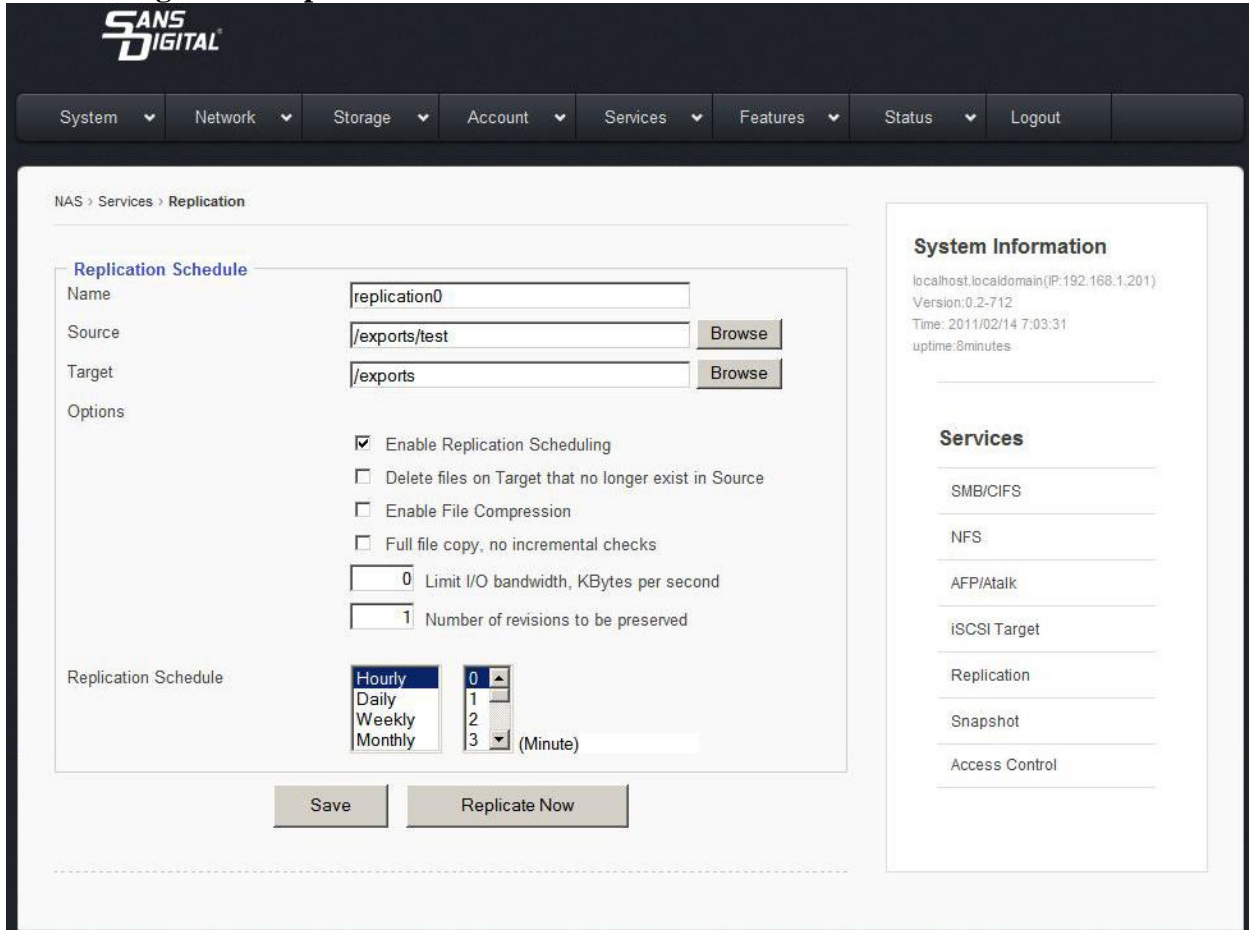 SANS
DIGITAL
System
Network
Storage
Account
Services
Features
Status
Logout
NAS › Services › Replication
Replication Schedule
Name
replication0
Source
/exports/test
Browse
Target
/exports
Browse
Options
Enable Replication Scheduling
Delete files on Target that no longer exist in Source
Enable File Compression
Full file copy, no incremental checks
0 Limit I/O bandwidth, KBytes per second
1 Number of revisions to be preserved
Replication Schedule
Hourly
Daily
Weekly
Monthly
0
1
2
3
(Minute)
Save
Replicate Now
System Information
localhost.localdomain(IP:192.168.1.201)
Version:0.2-712
Time: 2011/02/14 7:03:31
uptime:8minutes
Services
SMB/CIFS
NFS
AFP/Atalk
iSCSI Target
Replication
Snapshot
Access Control